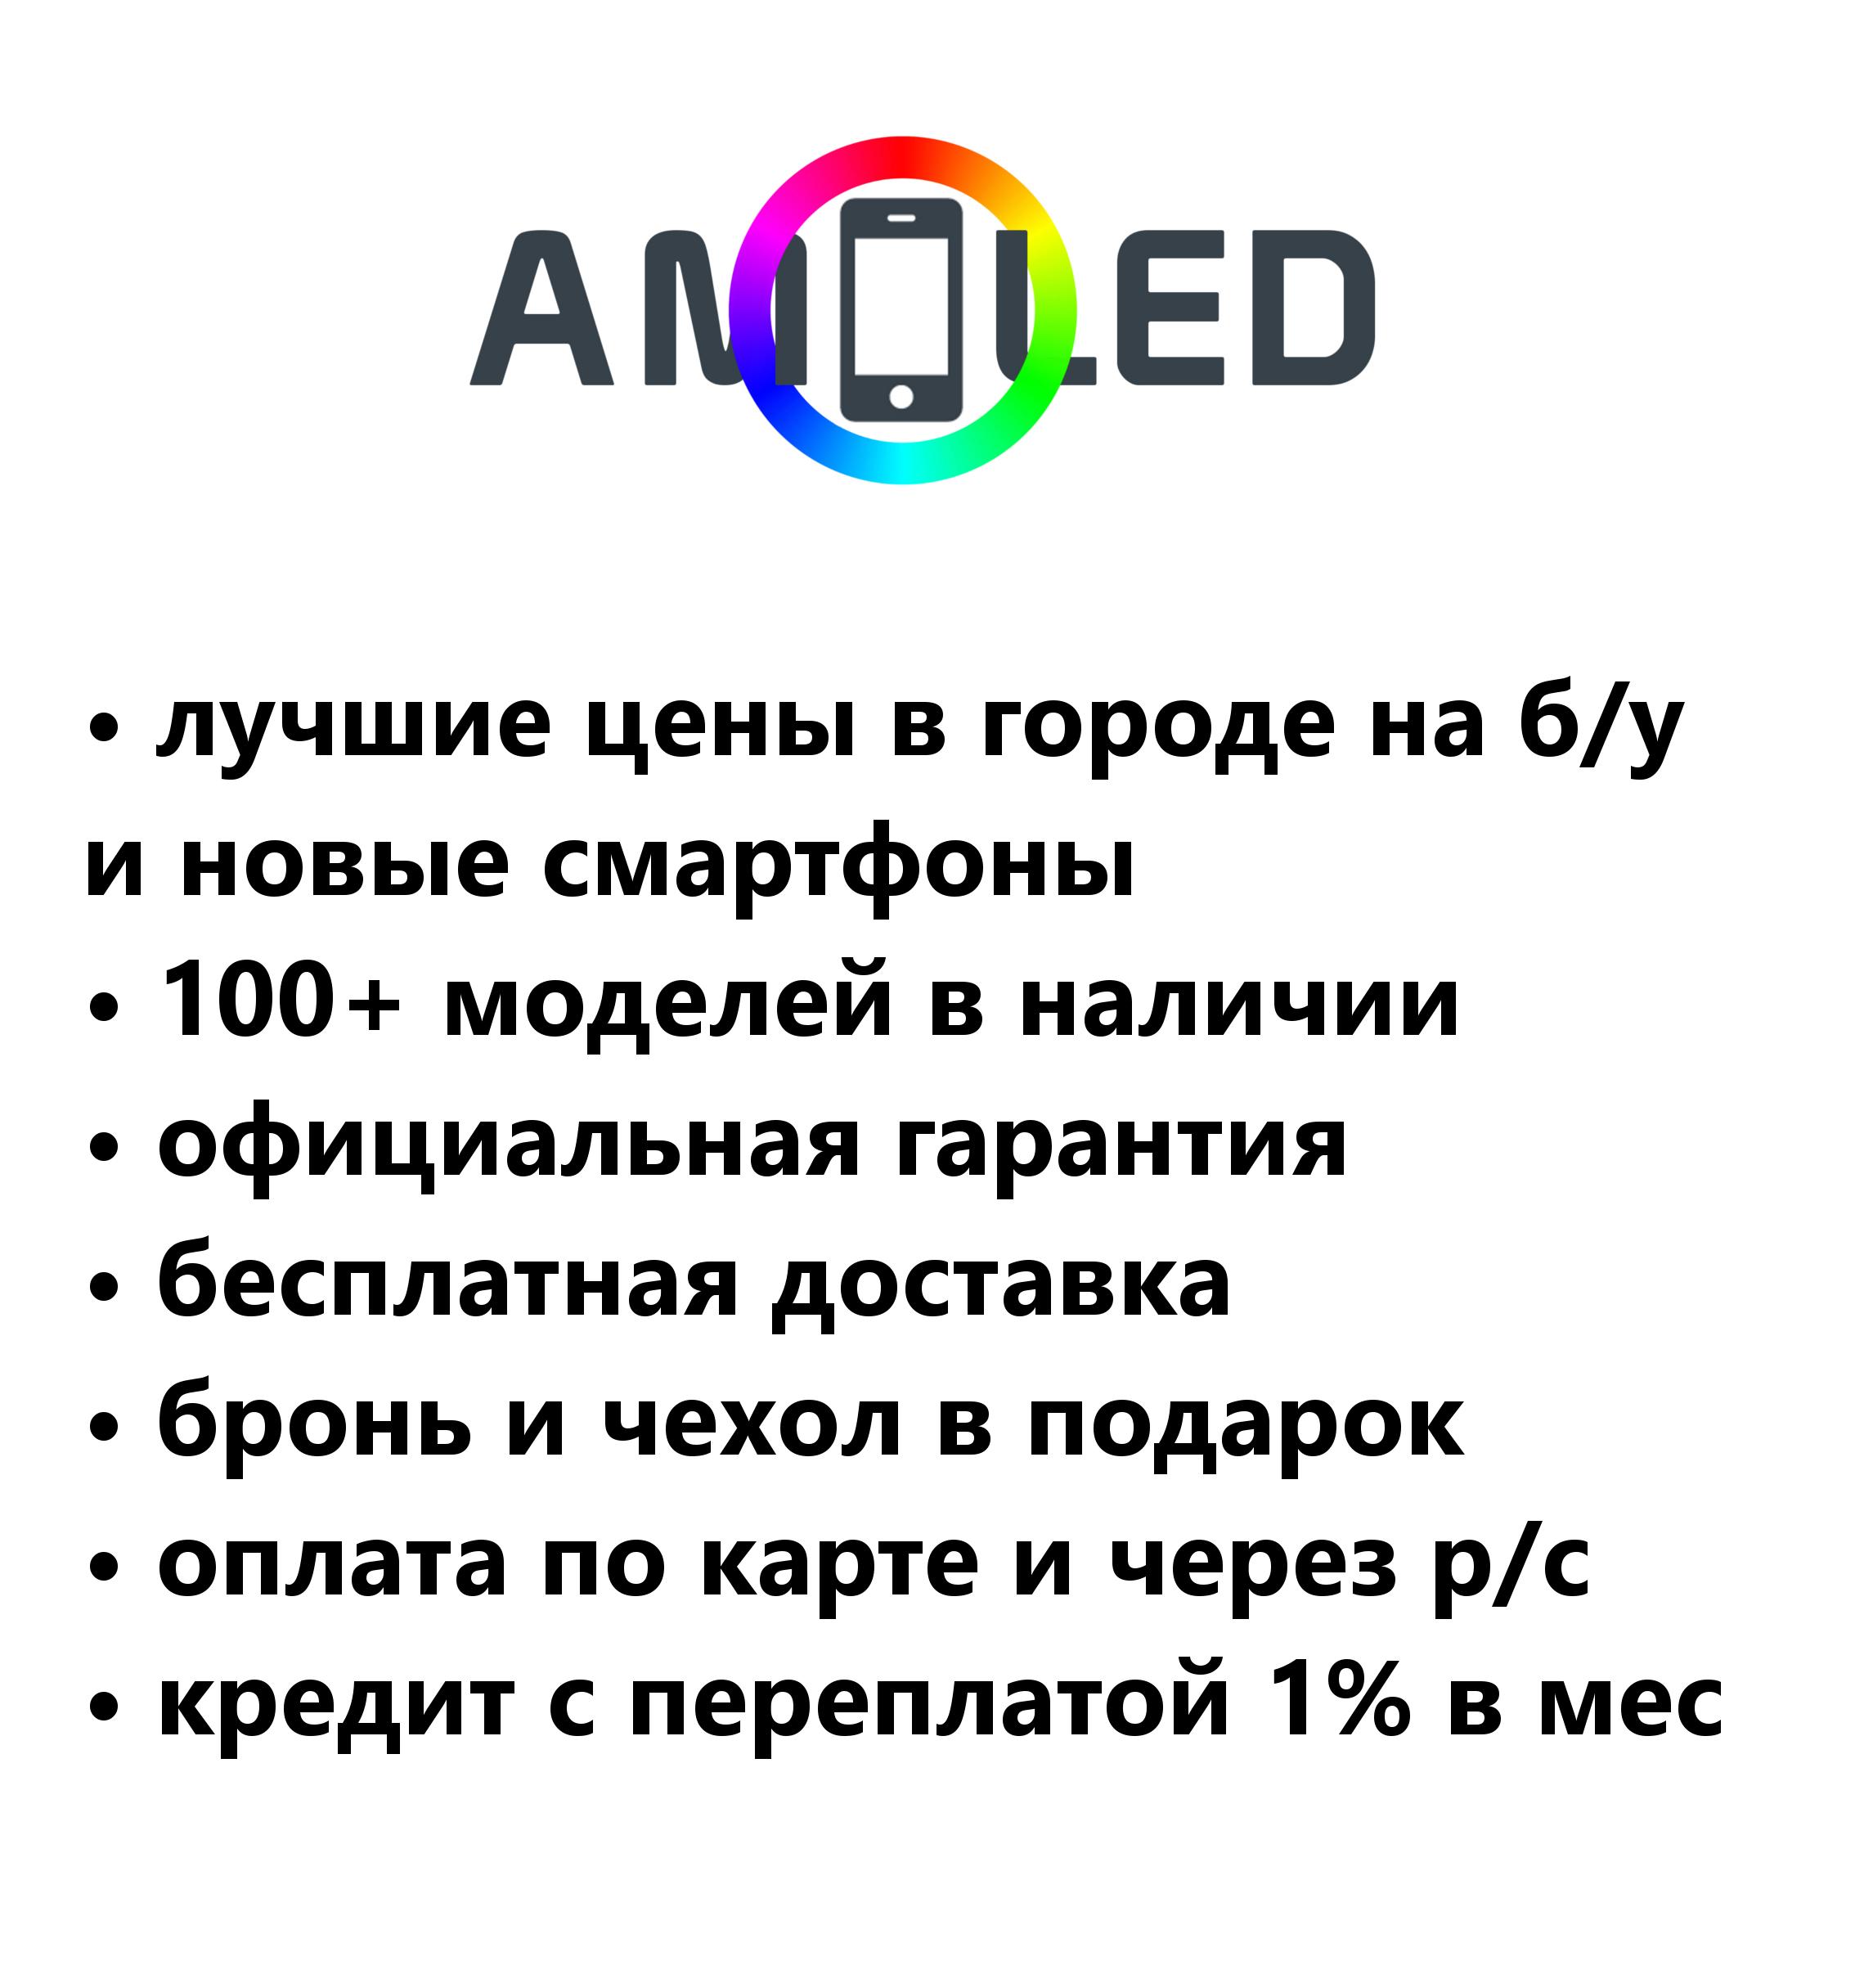 AMOLED
• лучшие цены в городе на б/у
и новые смартфоны
• 100+ моделей в наличии
• официальная гарантия
• бесплатная доставка
• бронь и чехол в подарок
• оплата по карте и через р/с
• кредит с переплатой 1% в мес